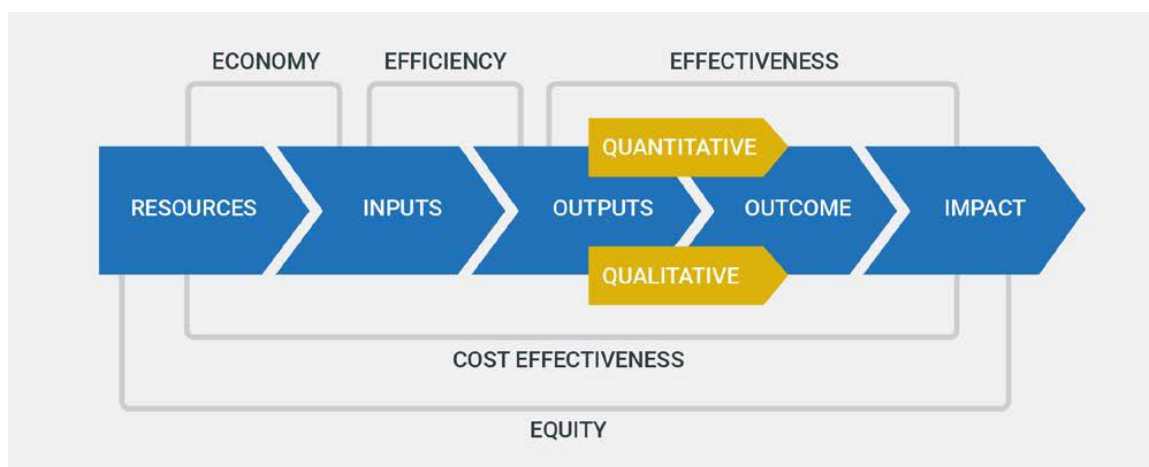 ECONOMY
EFFICIENCY
EFFECTIVENESS
QUANTITATIVE
RESOURCES
INPUTS
OUTPUTS
OUTCOME
IMPACT
QUALITATIVE
COST EFFECTIVENESS
EQUITY